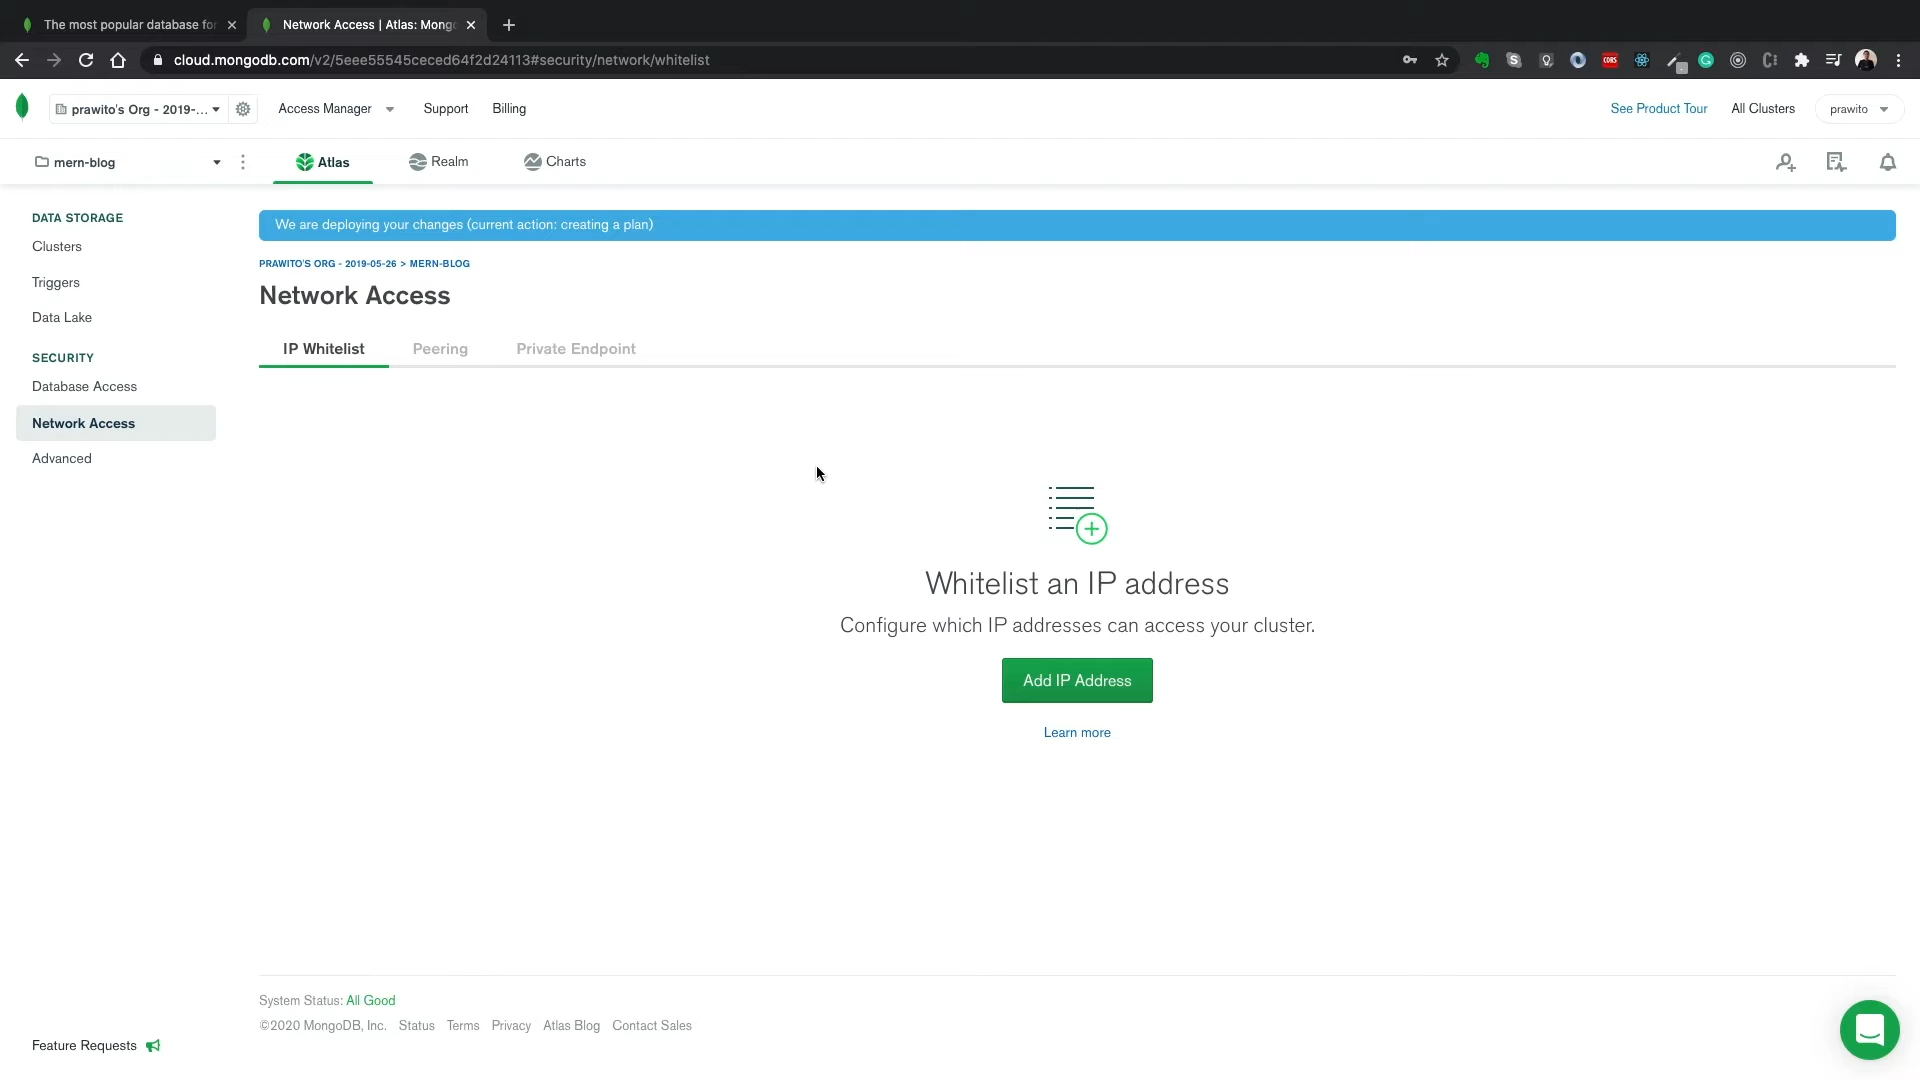 The most popular database for
Network Access | Atlas: Mong
cloud.mongodb.com/v2/5eee55545ceced64f2d24113#security/network/whitelist
CORS
prawito's Org - 2019-...
Access Manager
Support
Billing
See Product Tour
All Clusters
prawito
mern-blog
Atlas
Realm
Charts
DATA STORAGE
Clusters
Triggers
Data Lake
SECURITY
Database Access
Network Access
Advanced
We are deploying your changes (current action: creating a plan)
PRAWITO'S ORG - 2019-05-26 > MERN-BLOG
Network Access
IP Whitelist
Peering
Private Endpoint
Whitelist an IP address
Configure which IP addresses can access your cluster.
Add IP Address
Learn more
System Status: All Good
©2020 MongoDB, Inc. Status Terms Privacy Atlas Blog Contact Sales
Feature Requests